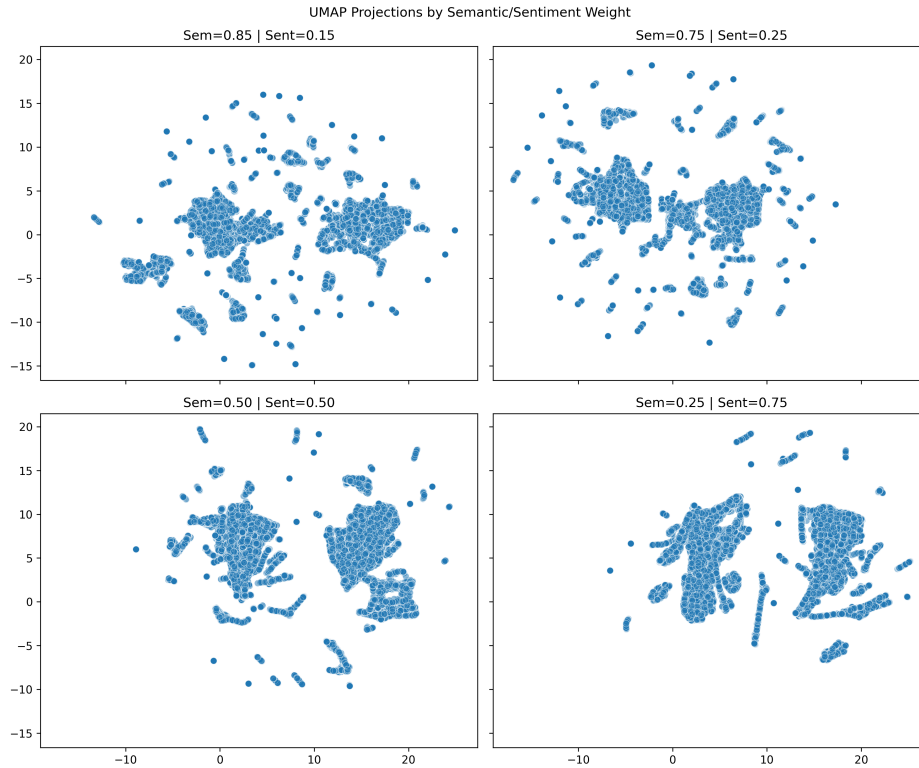 UMAP Projections by Semantic/Sentiment Weight
Sem=0.85 | Sent=0.15
Sem=0.75 | Sent=0.25
20
15
10
5
0
−5
−10
−15
Sem=0.50 | Sent=0.50
Sem=0.25 | Sent=0.75
20
15
10
5
0
−5
−10
−15
−10 0 10 20
−10 0 10 20